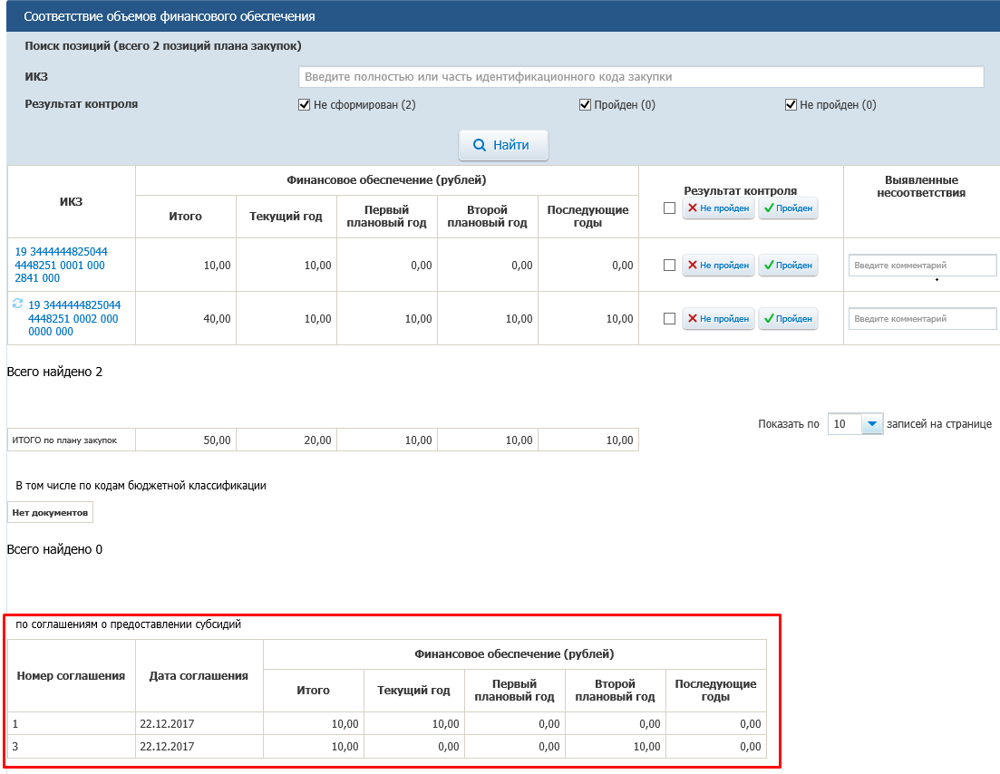 Соответствие объемов финансового обеспечения
Поиск позиций (всего 2 позиций плана закупок)
ИКЗ
Введите полностью или часть идентификационного кода закупки
Результат контроля
Не сформирован (2)
Пройден (0)
Не пройден (0)
Найти
ИКЗ
Финансовое обеспечение (рублей)
Результат контроля
Не пройден
Пройден
Выявленные
несоответствия
Итого
Текущий год
Первый
плановый год
Второй
плановый год
Последующие
годы
19 3444444825044
4448251 0001 000
2841 000
10,00
10,00
0,00
0,00
0,00
Не пройден
Пройден
Введите комментарий
19 3444444825044
4448251 0002 000
0000 000
40,00
10,00
10,00
10,00
10,00
Не пройден
Пройден
Введите комментарий
Всего найдено 2
Показать по 10 записей на странице
ИТОГО по плану закупок
50,00
20,00
10,00
10,00
10,00
В том числе по кодам бюджетной классификации
Нет документов
Всего найдено 0
по соглашениям о предоставлении субсидий
Номер соглашения
Дата соглашения
Финансовое обеспечение (рублей)
Итого
Текущий год
Первый
плановый год
Второй
плановый год
Последующие
годы
1
22.12.2017
10,00
10,00
0,00
0,00
0,00
3
22.12.2017
10,00
0,00
0,00
10,00
0,00